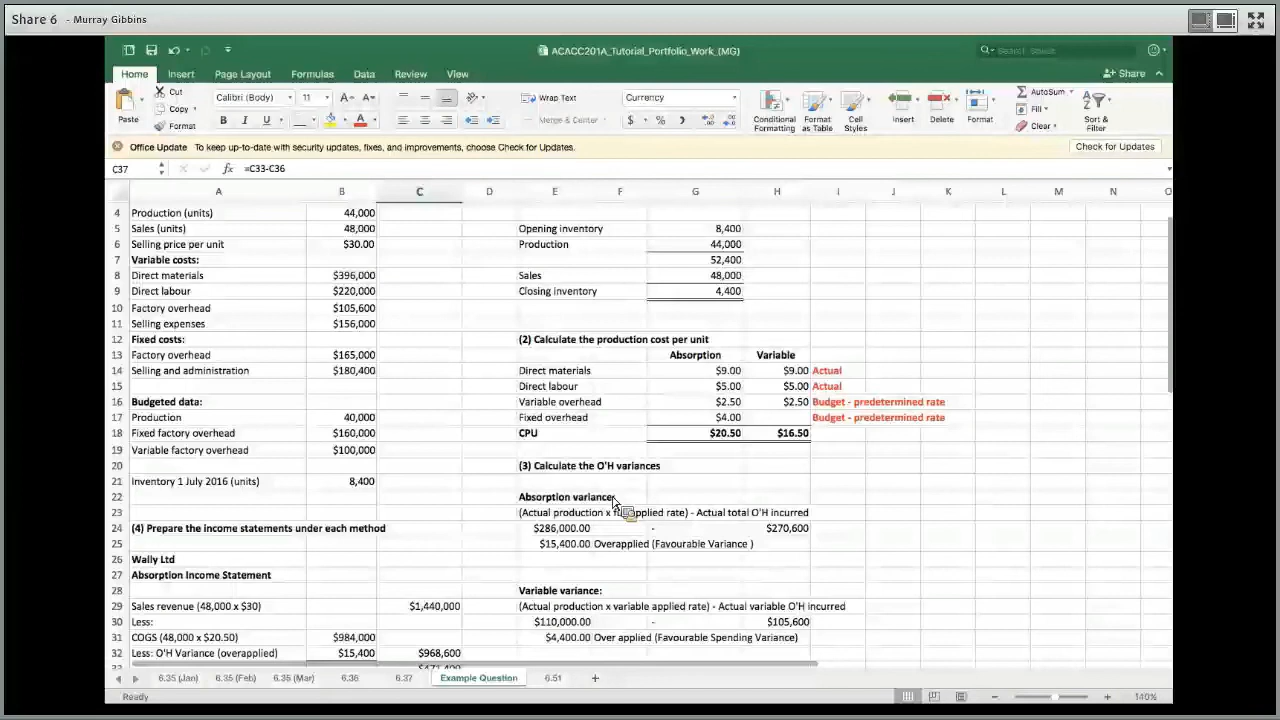 Share 6 - Murray Gibbins
ACACC201A_Tutorial_Portfolio_Work_(MG)
Home Insert Page Layout Formulas Data Review View Share
Paste Cut Copy Format
Calibri (Body) 11
Wrap Text
Merge & Center
Currency
Conditional Formatting
Format as Table
Cell Styles
Insert Delete Format
AutoSum Fill Clear
Sort & Filter
Office Update To keep up-to-date with security updates, fixes, and improvements, choose Check for Updates. Check for Updates
C37 fx =C33-C36
A B C D E F G H I J K L M N O
4 Production (units) 44,000
5 Sales (units) 48,000 Opening inventory 8,400
6 Selling price per unit $30.00 Production 44,000
7 Variable costs: 52,400
8 Direct materials $396,000 Sales 48,000
9 Direct labour $220,000 Closing inventory 4,400
10 Factory overhead $105,600
11 Selling expenses $156,000
12 Fixed costs: (2) Calculate the production cost per unit
13 Factory overhead $165,000 Absorption Variable
14 Selling and administration $180,400 Direct materials $9.00 $9.00 Actual
15 Direct labour $5.00 $5.00 Actual
16 Budgeted data: Variable overhead $2.50 $2.50 Budget - predetermined rate
17 Production 40,000 Fixed overhead $4.00 Budget - predetermined rate
18 Fixed factory overhead $160,000 CPU $20.50 $16.50
19 Variable factory overhead $100,000
20 (3) Calculate the O'H variances
21 Inventory 1 July 2016 (units) 8,400
22 Absorption variance:
23 (Actual production x applied rate) - Actual total O'H incurred
24 (4) Prepare the income statements under each method $286,000.00 - $270,600
25 $15,400.00 Overapplied (Favourable Variance )
26 Wally Ltd
27 Absorption Income Statement
28 Variable variance:
29 Sales revenue (48,000 x $30) $1,440,000 (Actual production x variable applied rate) - Actual variable O'H incurred
30 Less: $110,000.00 - $105,600
31 COGS (48,000 x $20.50) $984,000 $4,400.00 Over applied (Favourable Spending Variance)
32 Less: O'H Variance (overapplied) $15,400 $968,600
6.35 (Jan) 6.35 (Feb) 6.35 (Mar) 6.36 6.37 Example Question 6.51 +
Ready 140%